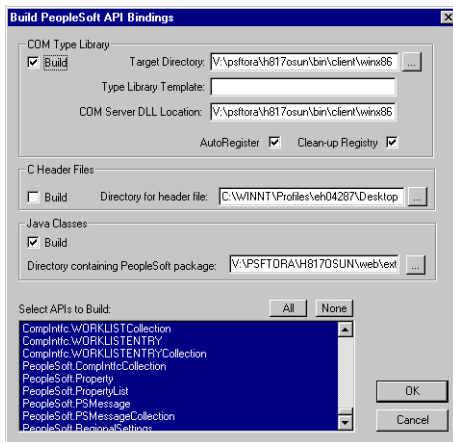 Build PeopleSoft API Bindings
COM Type Library
Build
Target Directory: V:\psftora\h817osun\bin\client\winx86 ...
Type Library Template:
COM Server DLL Location: V:\psftora\h817osun\bin\client\winx86
AutoRegister Clean-up Registry
C Header Files
Build Directory for header file: C:\WINNT\Profiles\eh04287\Desktop ...
Java Classes
Build
Directory containing PeopleSoft package: V:\PSFTORA\H817OSUN\web\ext ...
Select APIs to Build: All None
CompIntfc.WORKLISTCollection
CompIntfc.WORKLISTENTRY
CompIntfc.WORKLISTENTRYCollection
PeopleSoft.CompIntfcCollection
PeopleSoft.Property
PeopleSoft.PropertyList
PeopleSoft.PSMessage
PeopleSoft.PSMessageCollection
PeopleSoft.RegionalSettings
OK
Cancel